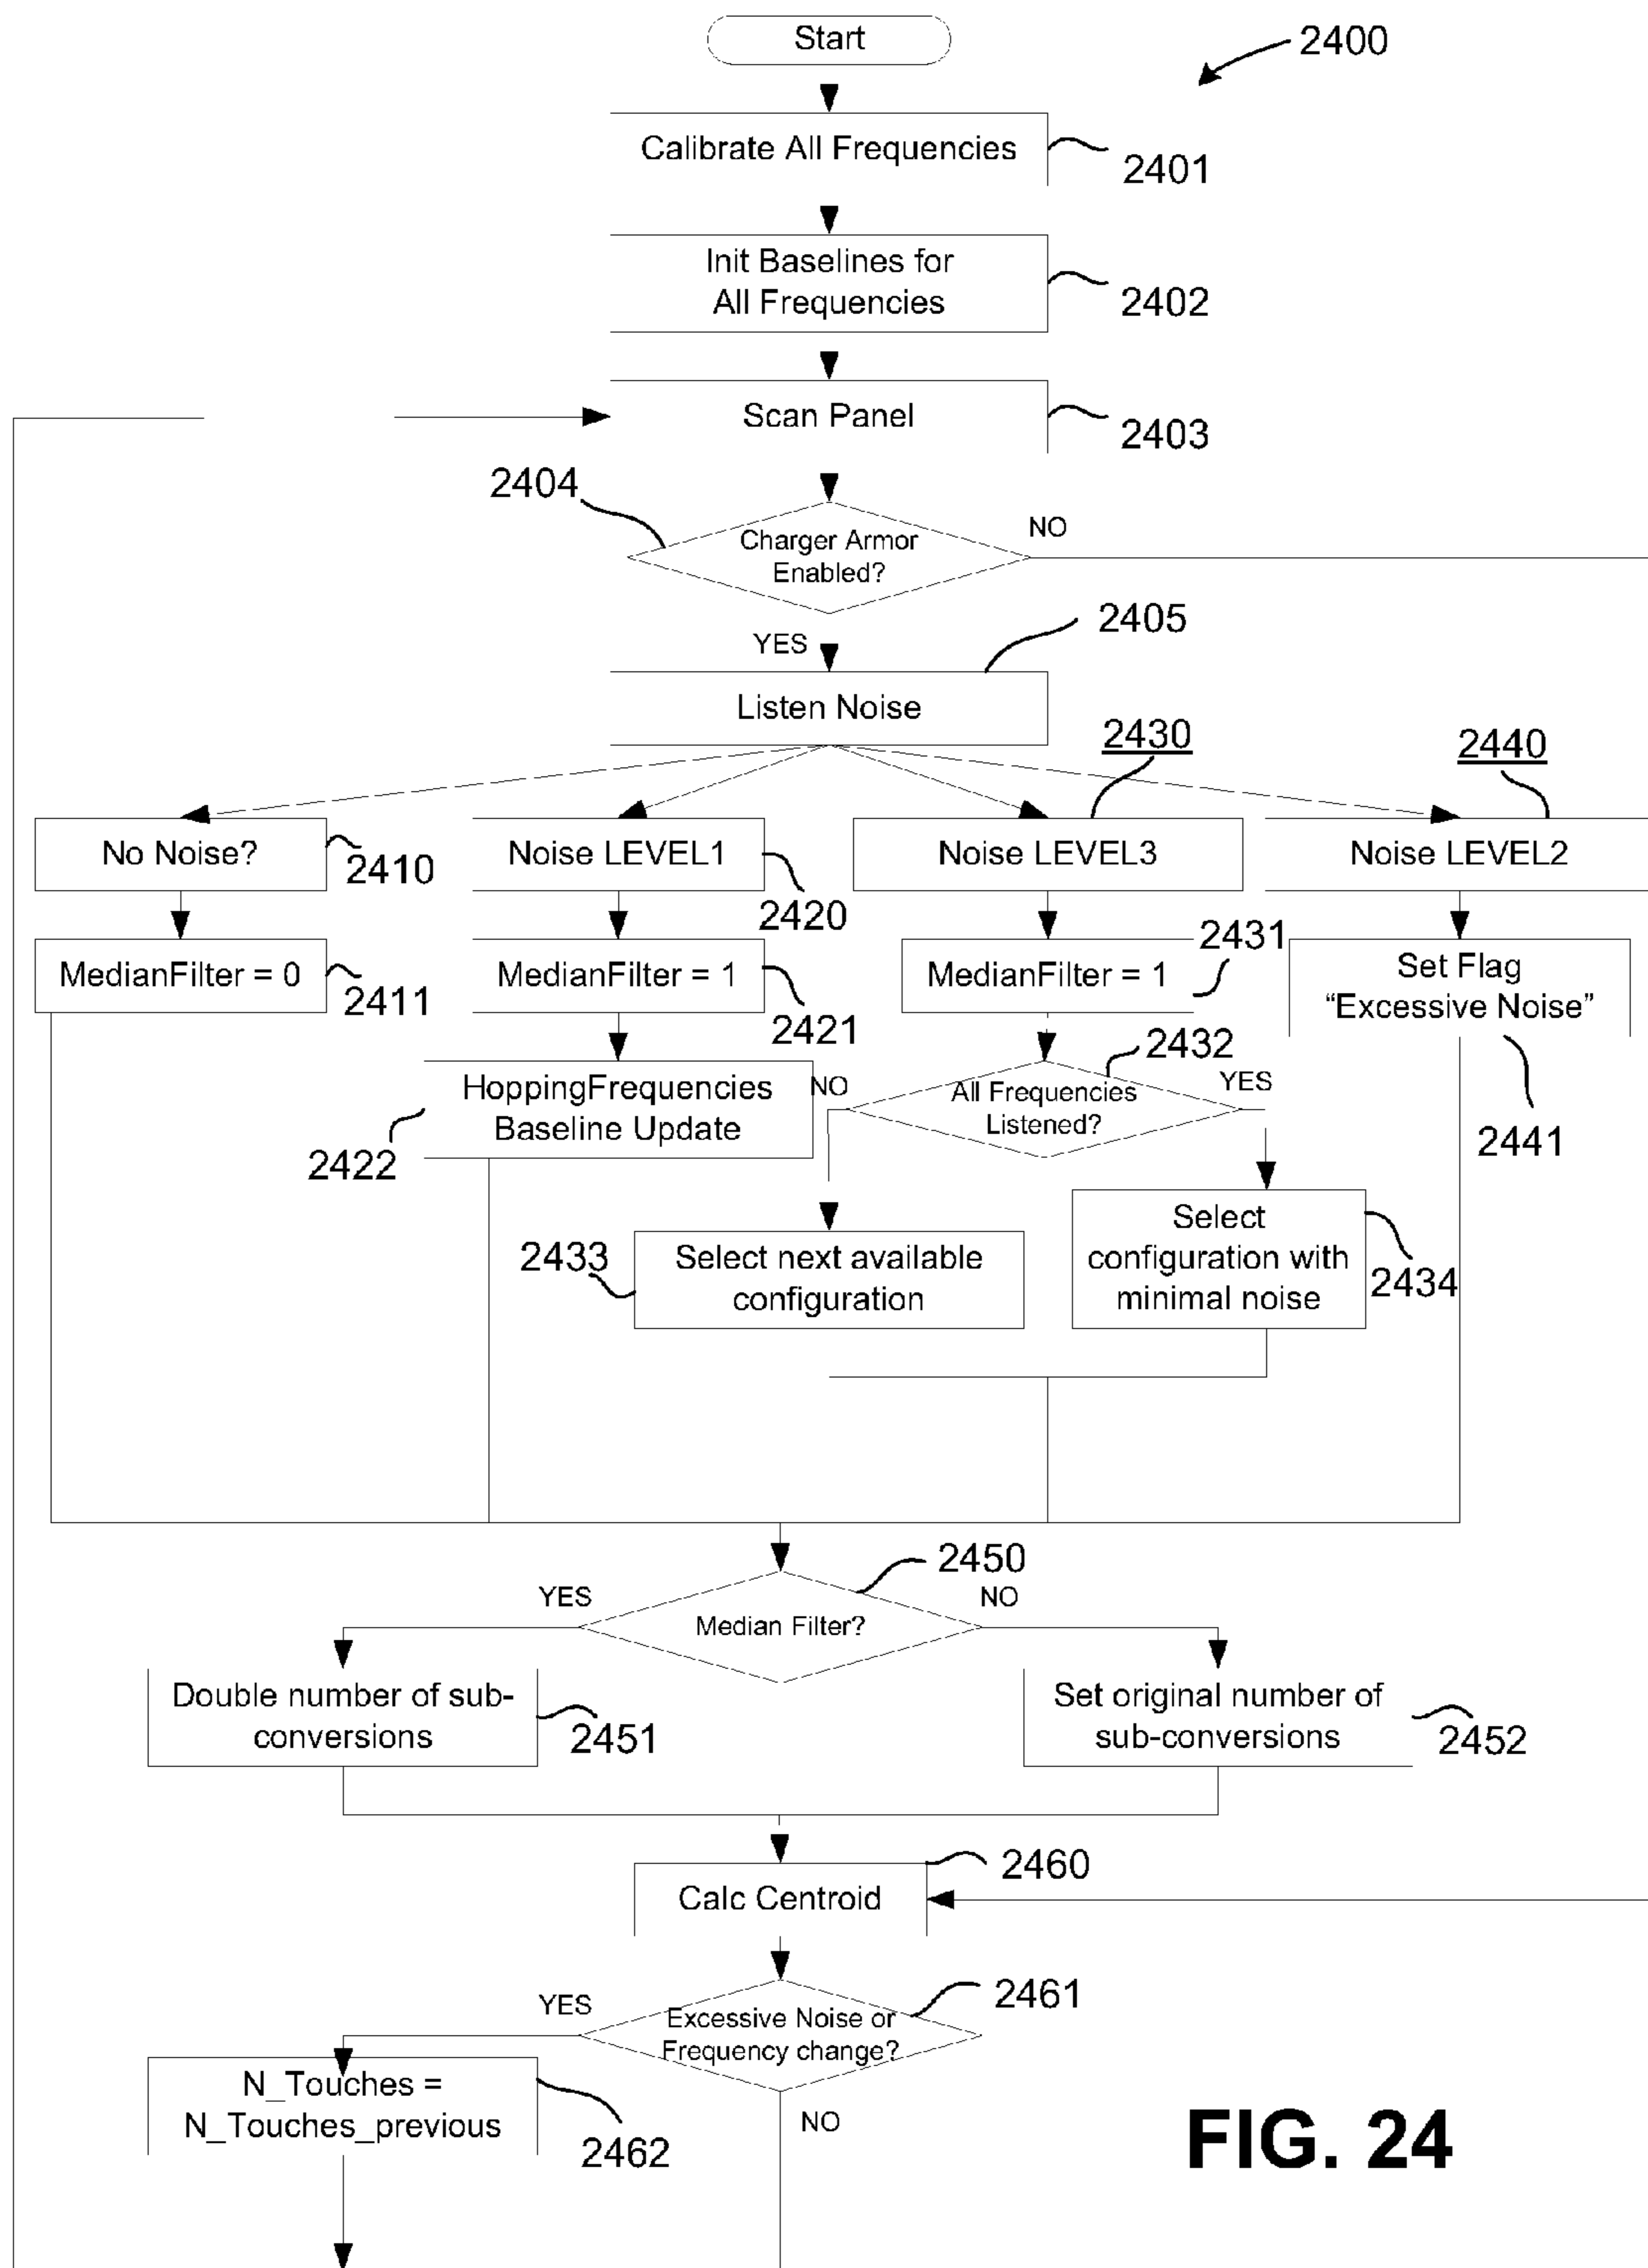 Start
2400
Calibrate All Frequencies
2401
Init Baselines for
All Frequencies
2402
Scan Panel
2403
2404
Charger Armor
Enabled?
NO
YES
2405
Listen Noise
2430
2440
No Noise?
2410
Noise LEVEL1
2420
Noise LEVEL3
Noise LEVEL2
MedianFilter = 0
2411
MedianFilter = 1
2421
MedianFilter = 1
2431
Set Flag
“Excessive Noise”
2441
HoppingFrequencies
Baseline Update
2422
2432
NO
All Frequencies
Listened?
YES
2433
Select next available
configuration
Select
configuration with
minimal noise
2434
2450
YES
Median Filter?
NO
Double number of sub-
conversions
2451
Set original number of
sub-conversions
2452
2460
Calc Centroid
2461
YES
Excessive Noise or
Frequency change?
NO
N_Touches =
N_Touches_previous
2462
FIG. 24